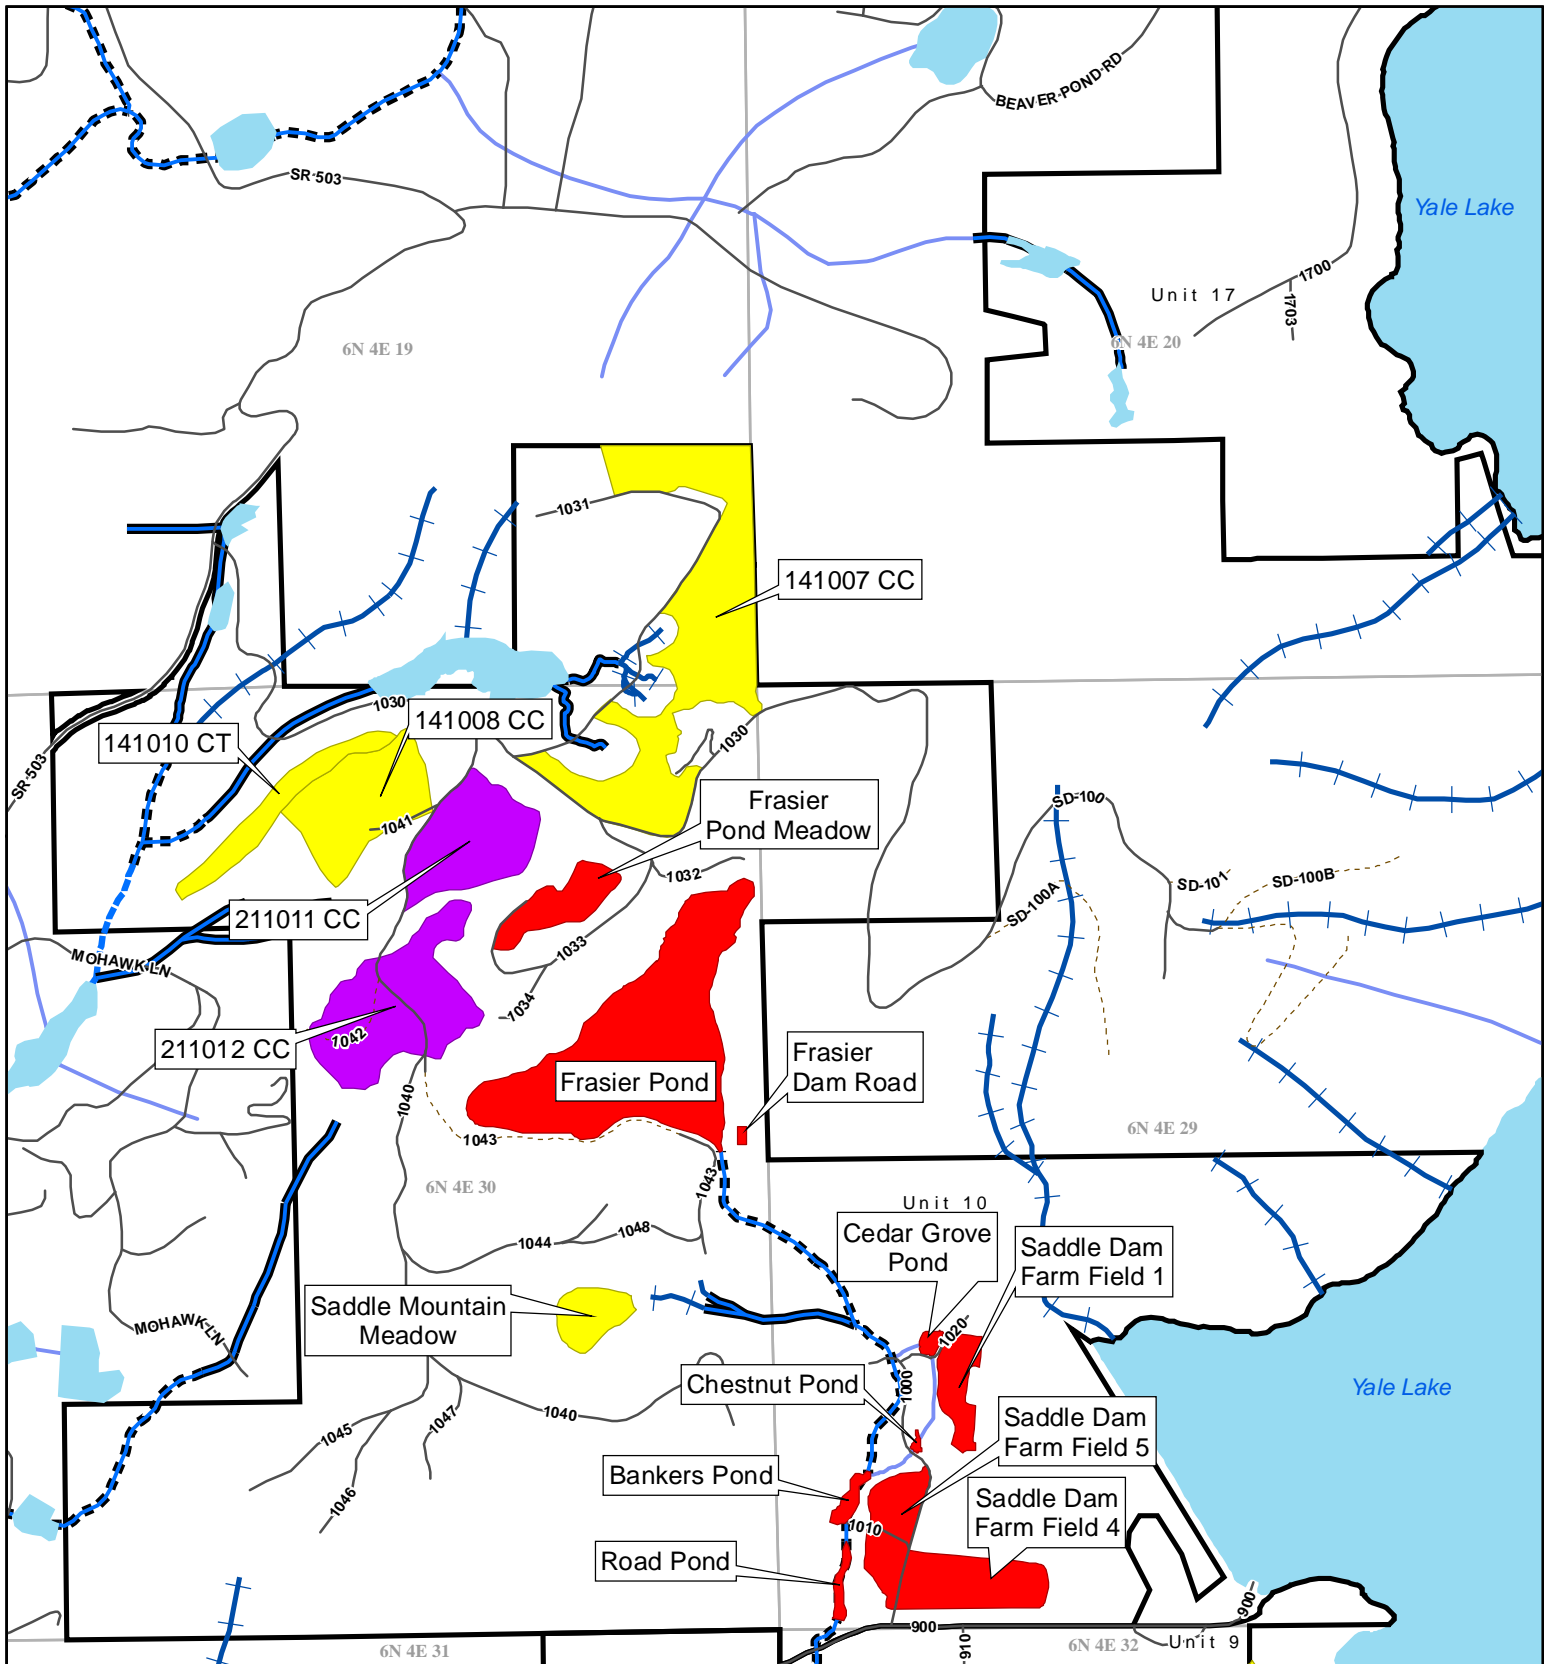 BEAVER POND RD
SR 503
Yale Lake
1700
Unit 17
1703
6N 4E 19
6N 4E 20
1031
141007 CC
1030
141008 CC
141010 CT
1030
SR 503
Frasier
Pond Meadow
SD-100
1041
1032
SD-101
SD-100B
SD-100A
211011 CC
1033
MOHAWK LN
1034
1042
211012 CC
Frasier Pond
Frasier
Dam Road
1040
1043
6N 4E 29
6N 4E 30
1043
Unit 10
1048
1044
Cedar Grove
Pond
Saddle Dam
Farm Field 1
Saddle Mountain
Meadow
MOHAWK LN
1020
Chestnut Pond
1000
Yale Lake
1040
1047
1045
Saddle Dam
Farm Field 5
Bankers Pond
1046
Saddle Dam
Farm Field 4
1010
Road Pond
900
900
6N 4E 31
910
6N 4E 32
Unit 9